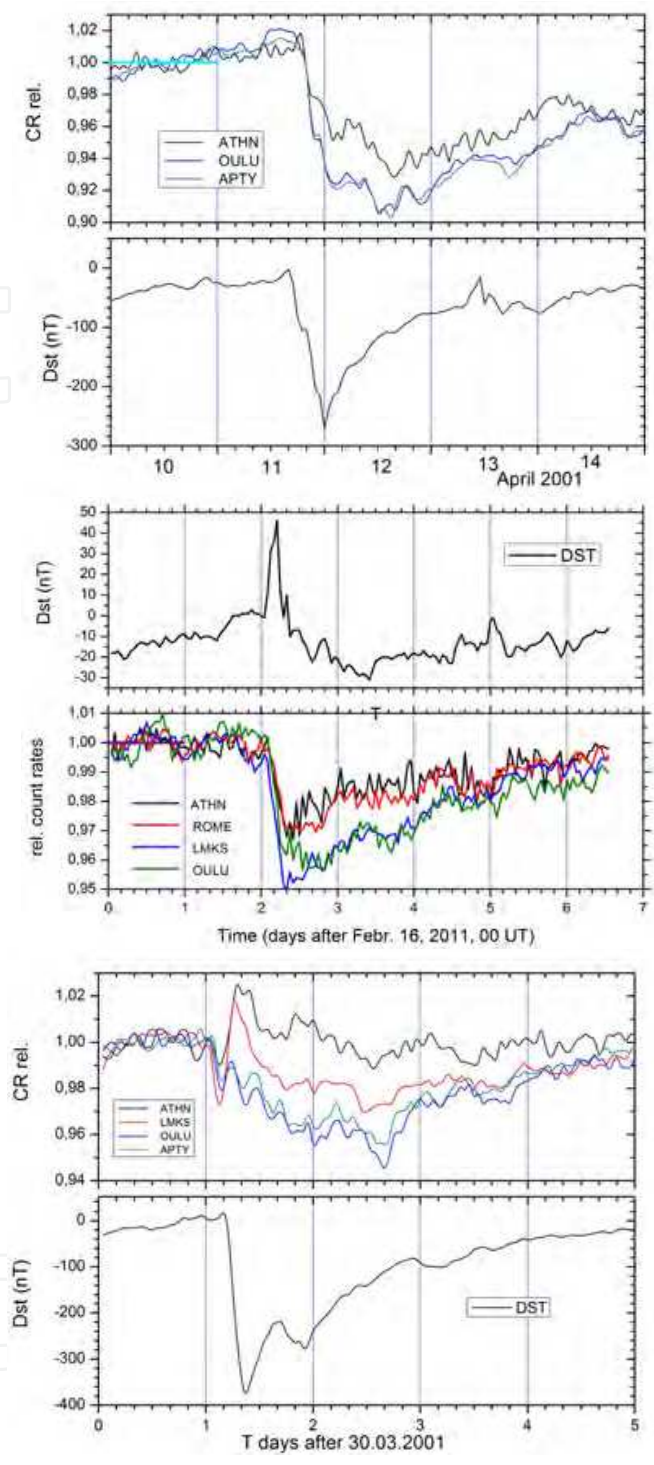 1,02
1,00
0,98
0,96
0,94
0,92
0,90
CR rel.
ATHN
OULU
APTY
0
-100
-200
-300
Dst (nT)
10 11 12 13 14
April 2001
50
40
30
20
10
0
-10
-20
-30
Dst (nT)
DST
T
1,01
1,00
0,99
0,98
0,97
0,96
0,95
rel. count rates
ATHN
ROME
LMKS
OULU
0 1 2 3 4 5 6 7
Time (days after Febr. 16, 2011, 00 UT)
1,02
1,00
0,98
0,96
0,94
CR rel.
ATHN
LMKS
OULU
APTY
0
-100
-200
-300
-400
Dst (nT)
DST
0 1 2 3 4 5
T days after 30.03.2001